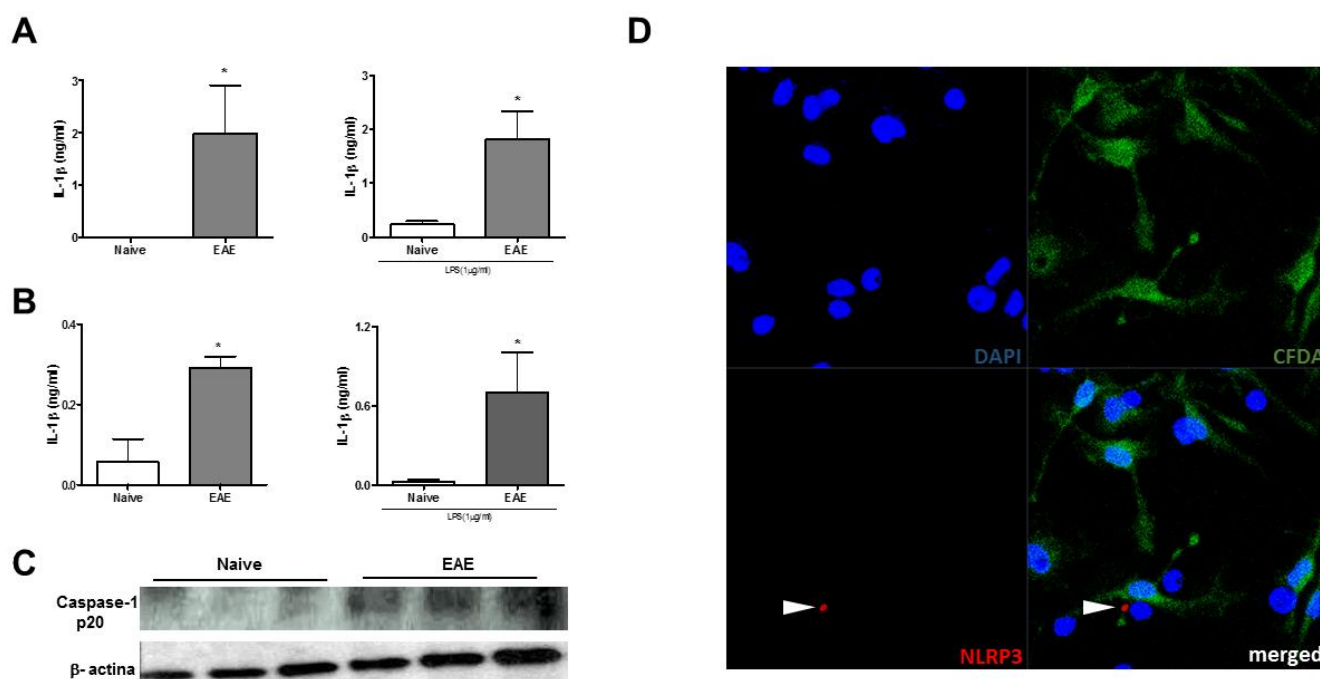 A
IL-1β (ng/ml)
3
2
1
0
*
Naive
EAE
IL-1β (ng/ml)
3
2
1
0
*
Naive
EAE
LPS(1μg/ml)
B
IL-1β (ng/ml)
0.4
0.2
0.0
*
Naive
EAE
IL-1β (ng/ml)
1.2
0.6
0.0
*
Naive
EAE
LPS(1μg/ml)
C
Naive EAE
Caspase-1
p20
β- actina
D
DAPI
CFDA
NLRP3
merged